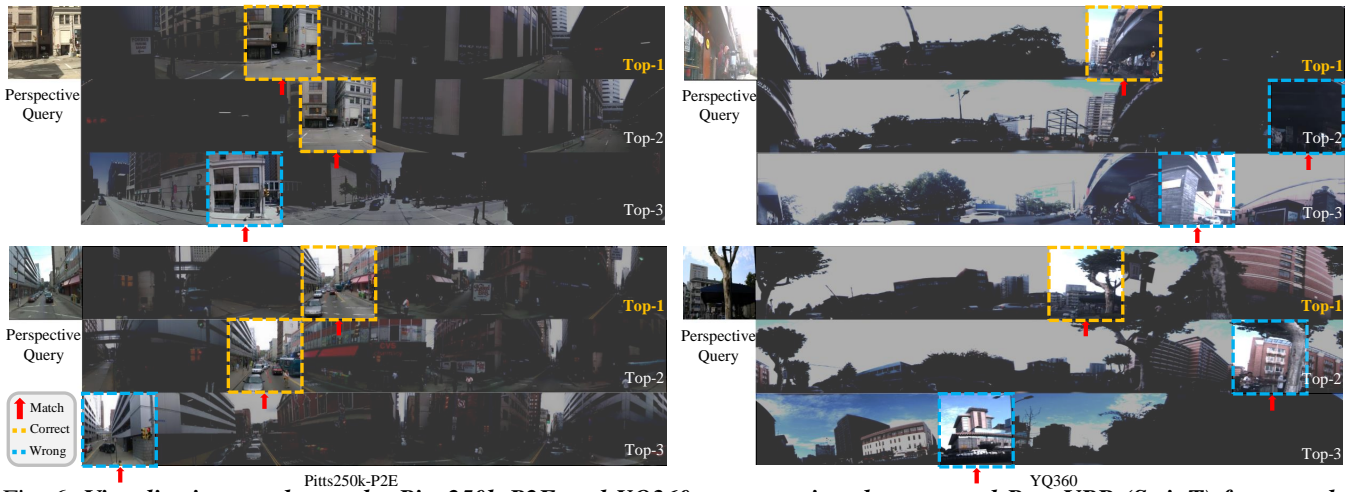 Top-1
Perspective
Query
Top-2
Top-3
Top-1
Perspective
Query
Top-2
Top-3
Top-1
Perspective
Query
Top-2
Top-3
Match
Correct
Wrong
Pitts250k-P2E
Top-1
Perspective
Query
Top-2
Top-3
YQ360